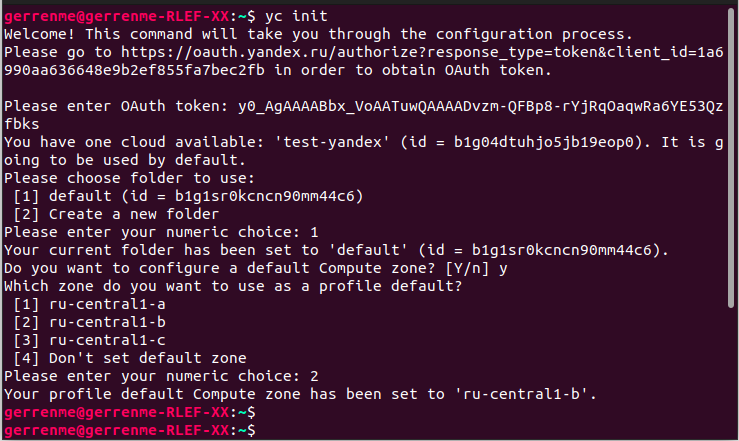 gerrenme@gerrenme-RLEF-XX:~$ yc init
Welcome! This command will take you through the configuration process.
Please go to https://oauth.yandex.ru/authorize?response_type=token&client_id=1a6
990aa636648e9b2ef855fa7bec2fb in order to obtain OAuth token.
Please enter OAuth token: y0_AgAAAABbx_VoAATuwQAAAADvzm-QFBp8-rYjRqOaqwRa6YE53Qz
fbks
You have one cloud available: 'test-yandex' (id = b1g04dtuhjo5jb19eop0). It is g
oing to be used by default.
Please choose folder to use:
 [1] default (id = b1g1sr0kcncn90mm44c6)
 [2] Create a new folder
Please enter your numeric choice: 1
Your current folder has been set to 'default' (id = b1g1sr0kcncn90mm44c6).
Do you want to configure a default Compute zone? [Y/n] y
Which zone do you want to use as a profile default?
 [1] ru-central1-a
 [2] ru-central1-b
 [3] ru-central1-c
 [4] Don't set default zone
Please enter your numeric choice: 2
Your profile default Compute zone has been set to 'ru-central1-b'.
gerrenme@gerrenme-RLEF-XX:~$
gerrenme@gerrenme-RLEF-XX:~$